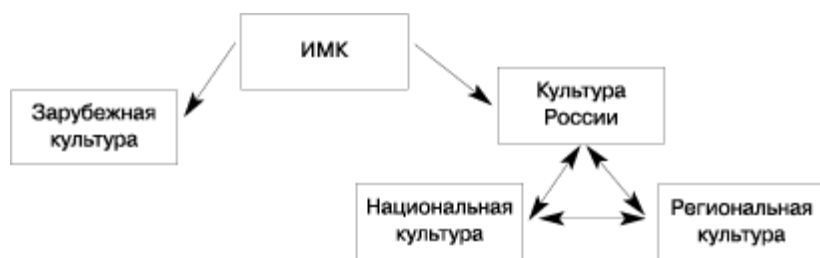 ИМК
Зарубежная
культура
Культура
России
Национальная
культура
Региональная
культура